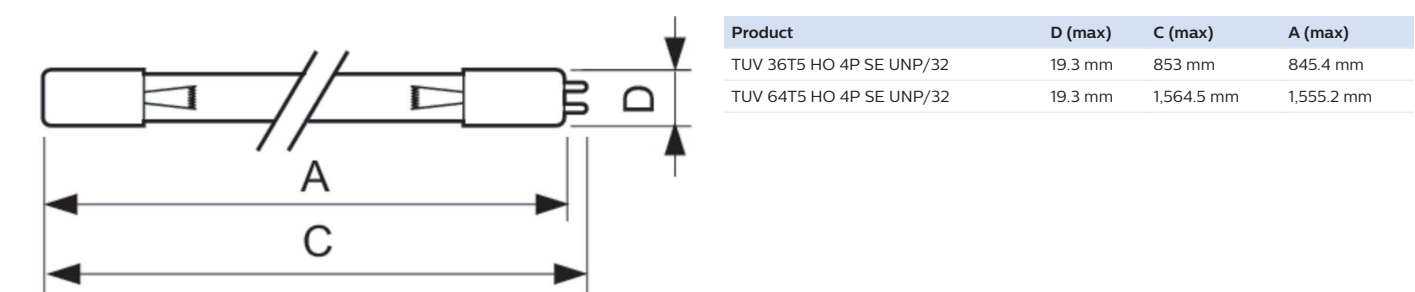 D
A
C
Product D (max) C (max) A (max)
TUV 36T5 HO 4P SE UNP/32 19.3 mm 853 mm 845.4 mm
TUV 64T5 HO 4P SE UNP/32 19.3 mm 1,564.5 mm 1,555.2 mm